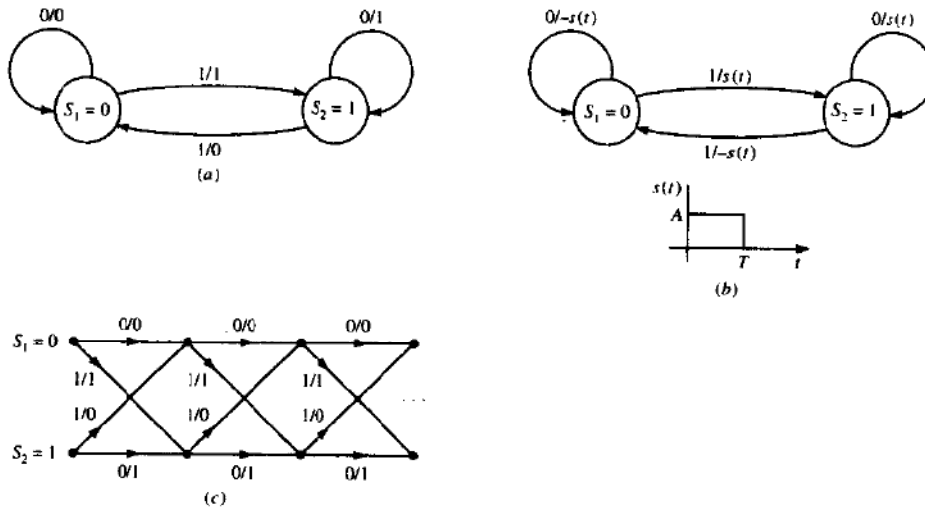 0/0
0/1
1/1
S₁ = 0
S₂ = 1
1/0
(a)
0/-s(t)
0/s(t)
1/s(t)
S₁ = 0
S₂ = 1
1/-s(t)
s(t)
A
T
t
(b)
0/0 0/0 0/0
S₁ = 0
1/1 1/1 1/1
1/0 1/0 1/0
...
S₂ = 1
0/1 0/1 0/1
(c)